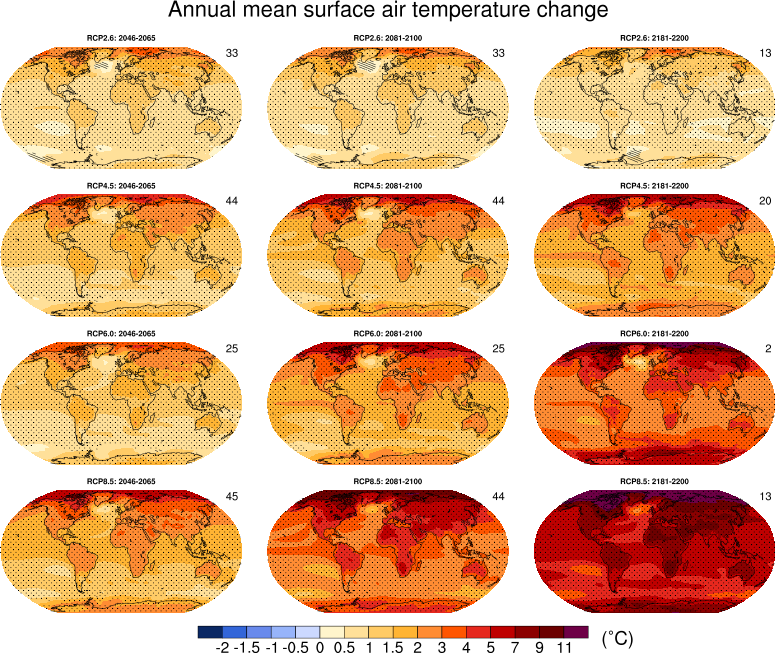 Annual mean surface air temperature change
RCP2.6: 2046-2065 33 RCP2.6: 2081-2100 33 RCP2.6: 2181-2200 13
RCP4.5: 2046-2065 44 RCP4.5: 2081-2100 44 RCP4.5: 2181-2200 20
RCP6.0: 2046-2065 25 RCP6.0: 2081-2100 25 RCP6.0: 2181-2200 2
RCP8.5: 2046-2065 45 RCP8.5: 2081-2100 44 RCP8.5: 2181-2200 13
-2 -1.5 -1 -0.5 0 0.5 1 1.5 2 3 4 5 7 9 11 (°C)